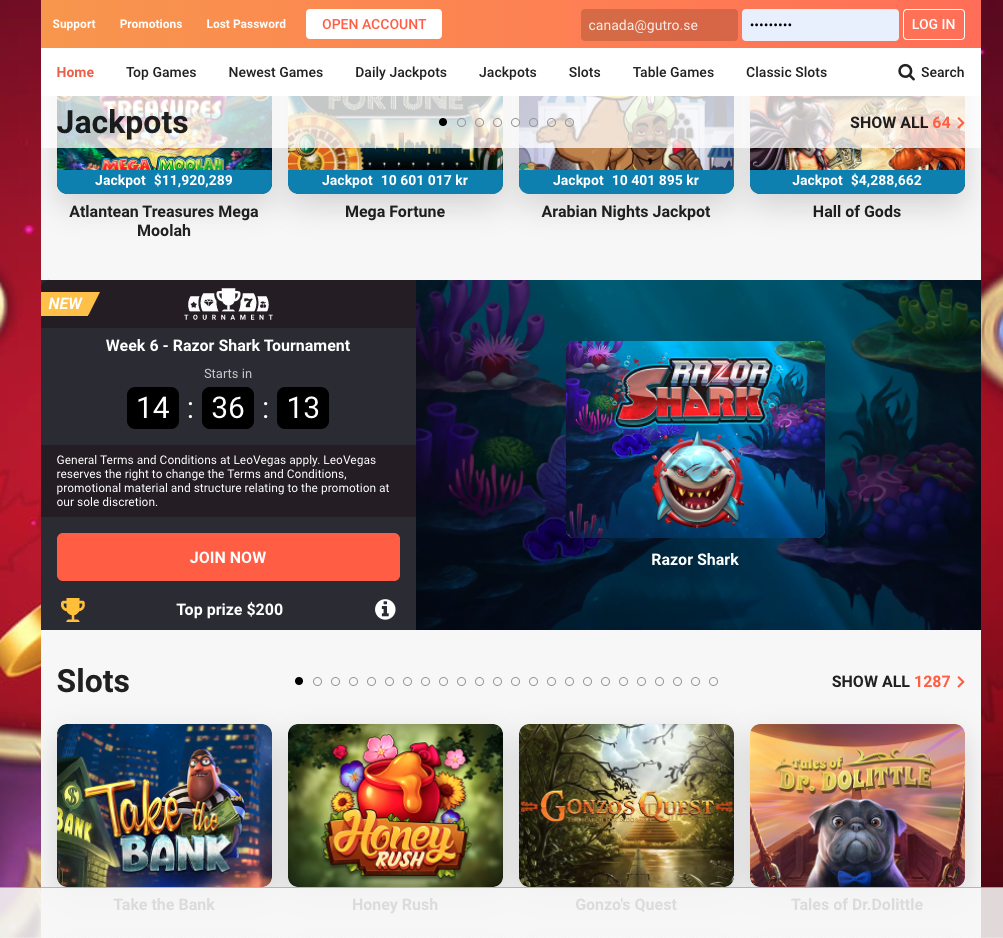 Support Promotions Lost Password OPEN ACCOUNT canada@gutro.se ••••••••• LOG IN
Home Top Games Newest Games Daily Jackpots Jackpots Slots Table Games Classic Slots Search
TREASURES FORTUNE
Jackpots SHOW ALL 64
MEGA MOOLAH
Jackpot $11,920,289 Jackpot 10 601 017 kr Jackpot 10 401 895 kr Jackpot $4,288,662
Atlantean Treasures Mega Moolah
Mega Fortune
Arabian Nights Jackpot
Hall of Gods
NEW
7
TOURNAMENT
Week 6 - Razor Shark Tournament
Starts in
14 : 36 : 13
General Terms and Conditions at LeoVegas apply. LeoVegas
reserves the right to change the Terms and Conditions,
promotional material and structure relating to the promotion at
our sole discretion.
JOIN NOW
Top prize $200
RAZOR
SHARK
Razor Shark
Slots SHOW ALL 1287
$
BANK
Take the
BANK
Honey
RUSH
GONZO'S QUEST
Tales of
DR. DOLITTLE
Take the Bank Honey Rush Gonzo's Quest Tales of Dr.Dolittle